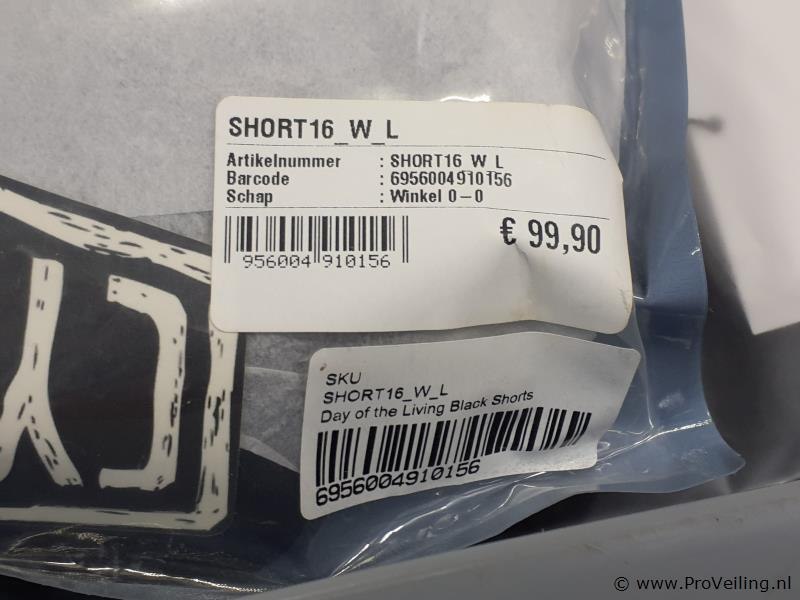 SHORT16_W_L
Artikelnummer : SHORT16_W_L
Barcode : 6956004910156
Schap : Winkel 0-0
€ 99,90
956004 910156
SKU
SHORT16_W_L
Day of the Living Black Shorts
6956004910156
© www.ProVeiling.nl